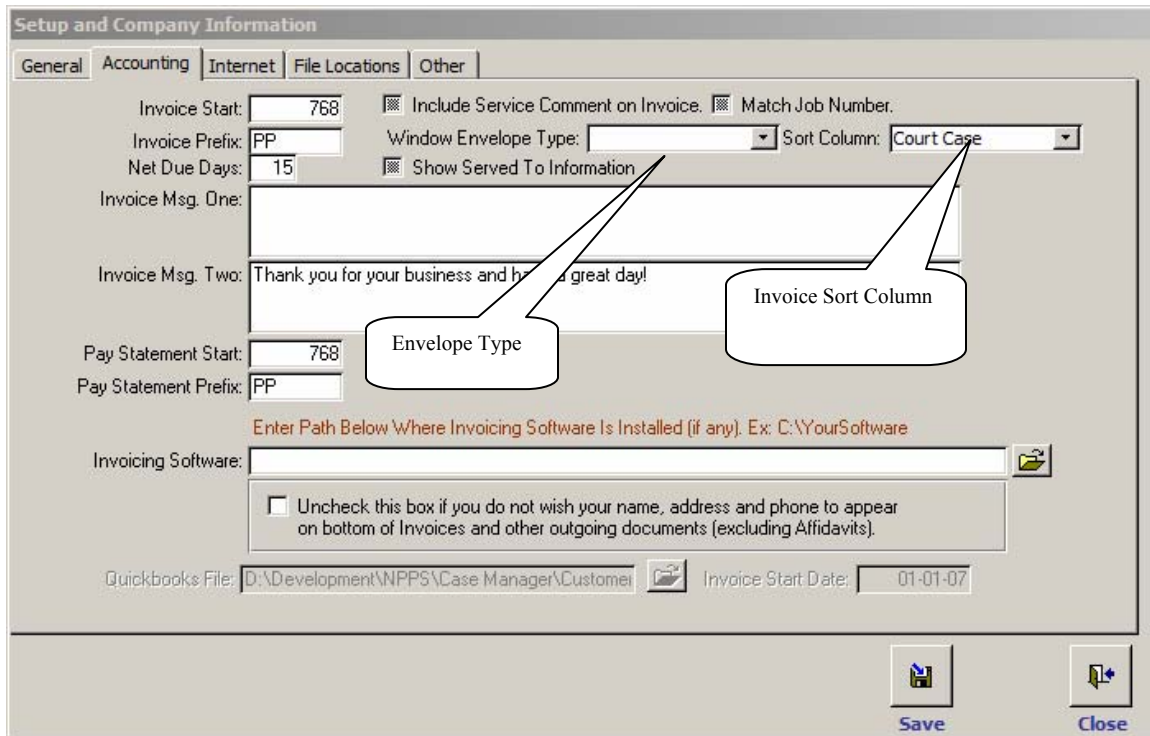 Setup and Company Information
General Accounting Internet File Locations Other
Invoice Start: 768 Include Service Comment on Invoice. Match Job Number.
Invoice Prefix: PP Window Envelope Type: Sort Column: Court Case
Net Due Days: 15 Show Served To Information
Invoice Msg. One:
Invoice Msg. Two: Thank you for your business and a great day!
Invoice Sort Column
Envelope Type
Pay Statement Start: 768
Pay Statement Prefix: PP
Enter Path Below Where Invoicing Software Is Installed (if any). Ex: C:\YourSoftware
Invoicing Software:
Uncheck this box if you do not wish your name, address and phone to appear
on bottom of Invoices and other outgoing documents (excluding Affidavits).
Quickbooks File: D:\Development\NPPS\Case Manager\Customer Invoice Start Date: 01-01-07
Save Close